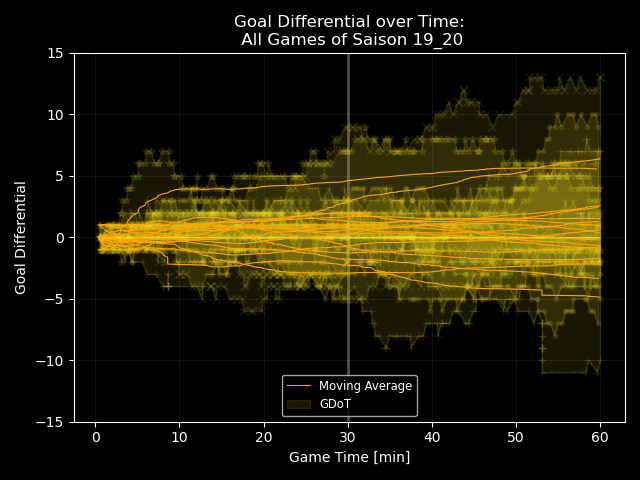 Goal Differential over Time:
All Games of Saison 19_20
15
10
5
0
−5
−10
−15
Goal Differential
0 10 20 30 40 50 60
Game Time [min]
Moving Average
GDoT